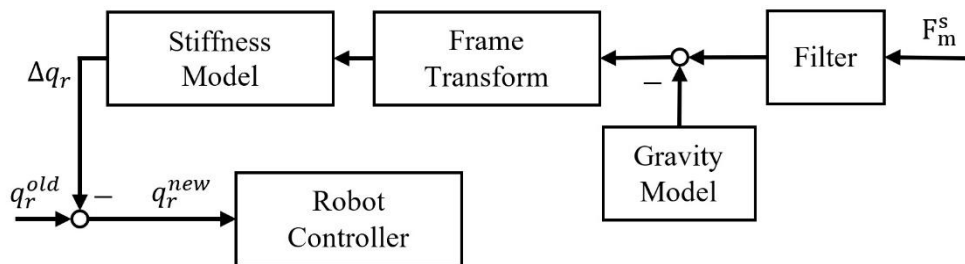 Stiffness
Model
Frame
Transform
Filter
F_m^s
Δq_r
−
Gravity
Model
q_r^{old}
−
q_r^{new}
Robot
Controller